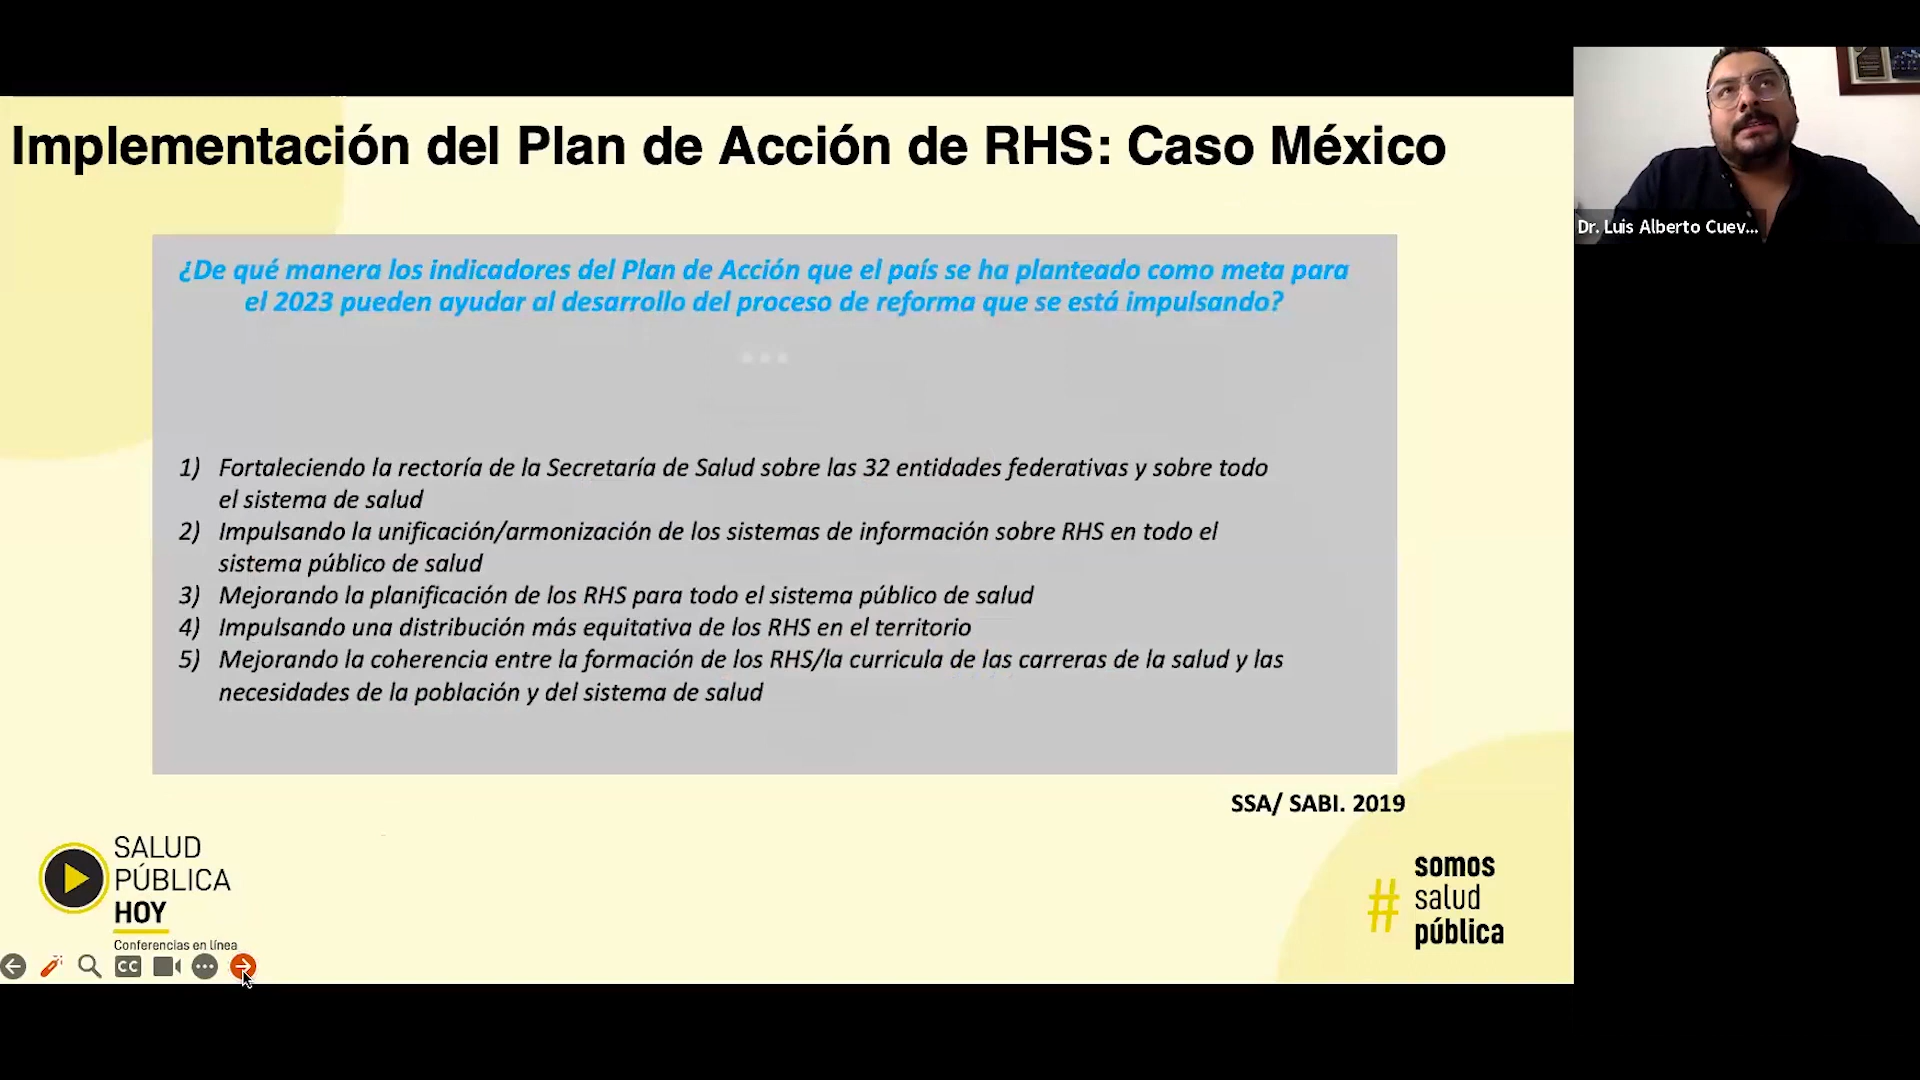 Implementación del Plan de Acción de RHS: Caso México
Dr. Luis Alberto Cuev...
¿De qué manera los indicadores del Plan de Acción que el país se ha planteado como meta para
el 2023 pueden ayudar al desarrollo del proceso de reforma que se está impulsando?
...
1) Fortaleciendo la rectoría de la Secretaría de Salud sobre las 32 entidades federativas y sobre todo
el sistema de salud
2) Impulsando la unificación/armonización de los sistemas de información sobre RHS en todo el
sistema público de salud
3) Mejorando la planificación de los RHS para todo el sistema público de salud
4) Impulsando una distribución más equitativa de los RHS en el territorio
5) Mejorando la coherencia entre la formación de los RHS/la curricula de las carreras de la salud y las
necesidades de la población y del sistema de salud
SSA/ SABI. 2019
SALUD
PÚBLICA
HOY
Conferencias en línea
#
somos
salud
pública
CC